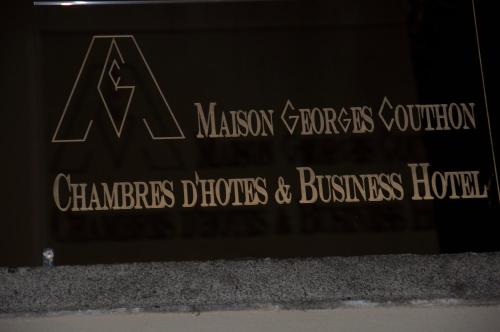 MAISON GEORGES COUTHON
CHAMBRES D'HOTES & BUSINESS HOTEL